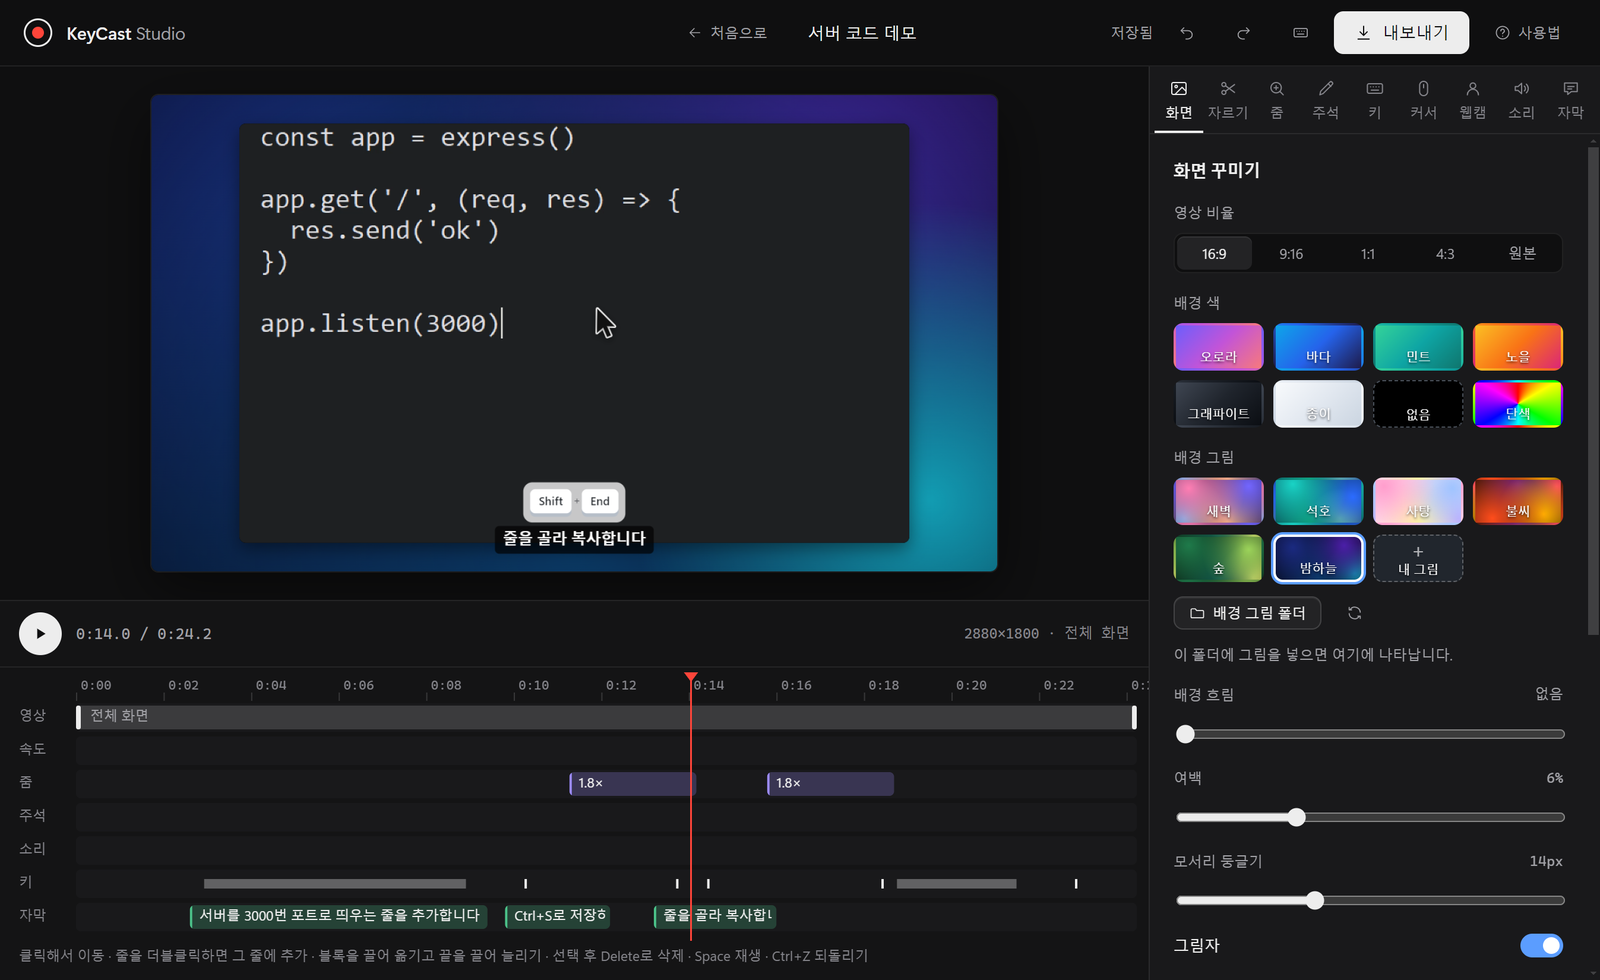 KeyCast Studio
← 처음으로
서버 코드 데모
저장됨
내보내기
사용법
const app = express()
app.get('/', (req, res) => {
res.send('ok')
})
app.listen(3000)
Shift + End
줄을 골라 복사합니다
화면
자르기
줌
주석
키
커서
웹캠
소리
자막
화면 꾸미기
영상 비율
16:9
9:16
1:1
4:3
원본
배경 색
오로라
바다
민트
노을
그래파이트
종이
없음
단색
배경 그림
새벽
석호
사탕
불씨
숲
밤하늘
+
내 그림
배경 그림 폴더
이 폴더에 그림을 넣으면 여기에 나타납니다.
배경 흐림
없음
여백
6%
모서리 둥글기
14px
그림자
0:14.0 / 0:24.2
2880×1800 · 전체 화면
0:00
0:02
0:04
0:06
0:08
0:10
0:12
0:14
0:16
0:18
0:20
0:22
영상
전체 화면
속도
줌
1.8×
1.8×
주석
소리
키
자막
서버를 3000번 포트로 띄우는 줄을 추가합니다
Ctrl+S로 저장
줄을 골라 복사합
클릭해서 이동 · 줄을 더블클릭하면 그 줄에 추가 · 블록을 끌어 옮기고 끝을 끌어 늘리기 · 선택 후 Delete로 삭제 · Space 재생 · Ctrl+Z 되돌리기